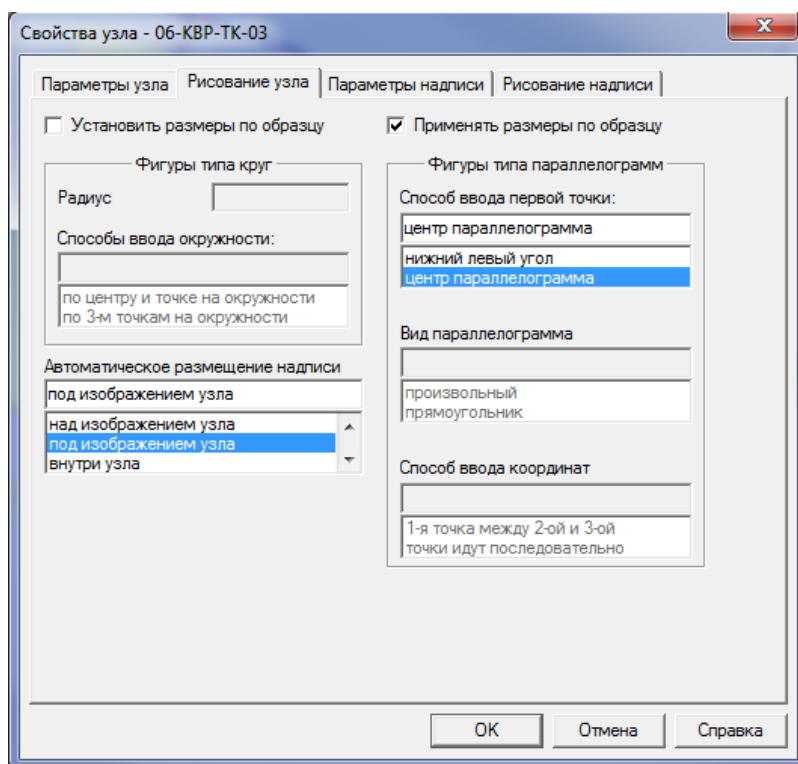 Свойства узла - 06-КВР-ТК-03
Параметры узла
Рисование узла
Параметры надписи
Рисование надписи
Установить размеры по образцу
Применять размеры по образцу
Фигуры типа круг
Радиус
Способы ввода окружности:
по центру и точке на окружности
по 3-м точкам на окружности
Автоматическое размещение надписи
под изображением узла
над изображением узла
под изображением узла
внутри узла
Фигуры типа параллелограмм
Способ ввода первой точки:
центр параллелограмма
нижний левый угол
центр параллелограмма
Вид параллелограмма
произвольный
прямоугольник
Способ ввода координат
1-я точка между 2-ой и 3-ой
точки идут последовательно
OK
Отмена
Справка